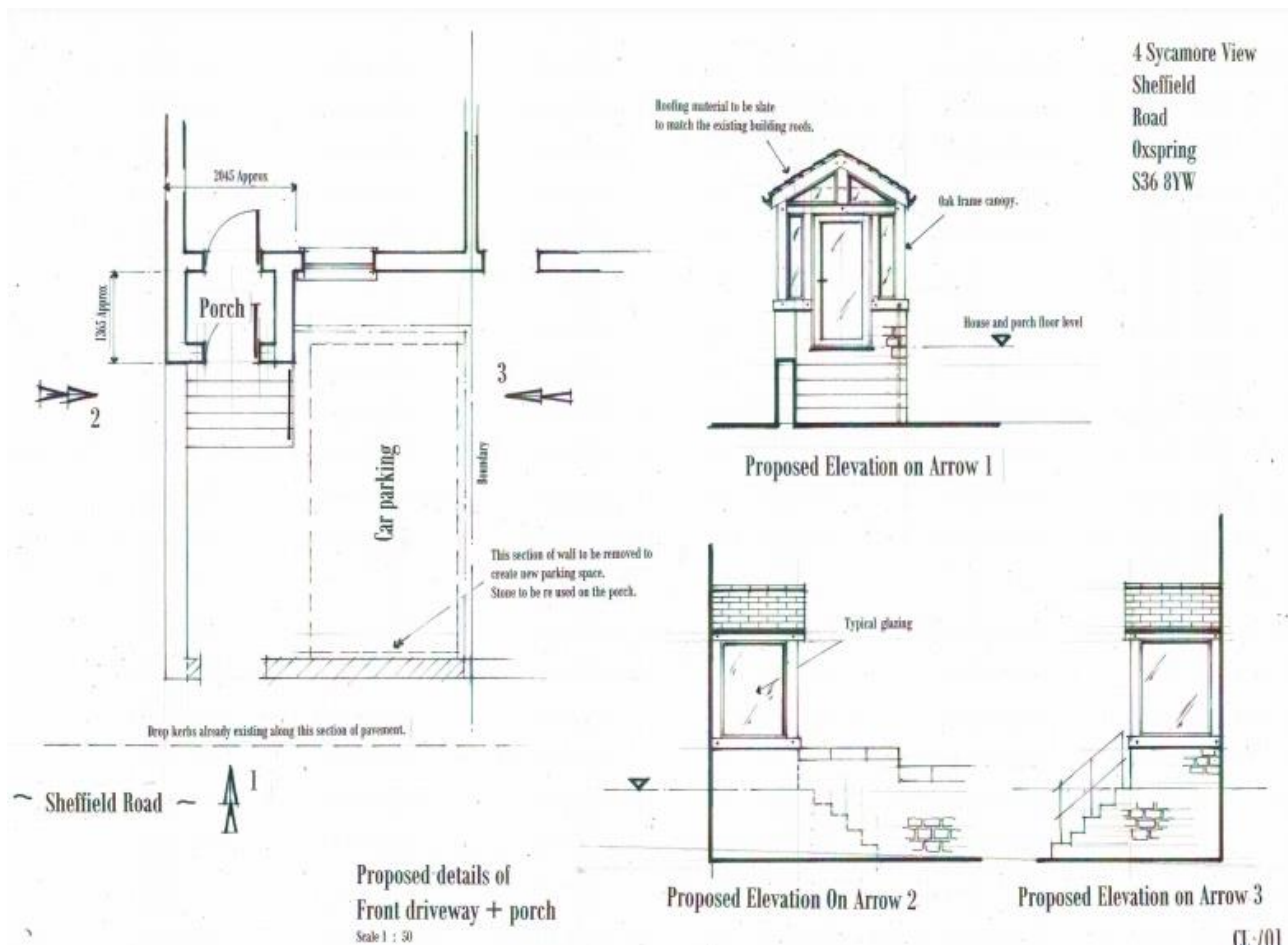 4 Sycamore View
Sheffield
Road
Oxspring
S36 8YW
Roofing material to be slate
to match the existing building roofs.
Oak frame canopy.
House and porch floor level
Proposed Elevation on Arrow 1
2045 Approx
1365 Approx
Porch
2
3
Car parking
Boundary
This section of wall to be removed to
create new parking space.
Stone to be re used on the porch.
Drop kerbs already existing along this section of pavement.
~ Sheffield Road ~
1
Typical glazing
Proposed Elevation On Arrow 2
Proposed Elevation on Arrow 3
Proposed details of
Front driveway + porch
Scale 1 : 50